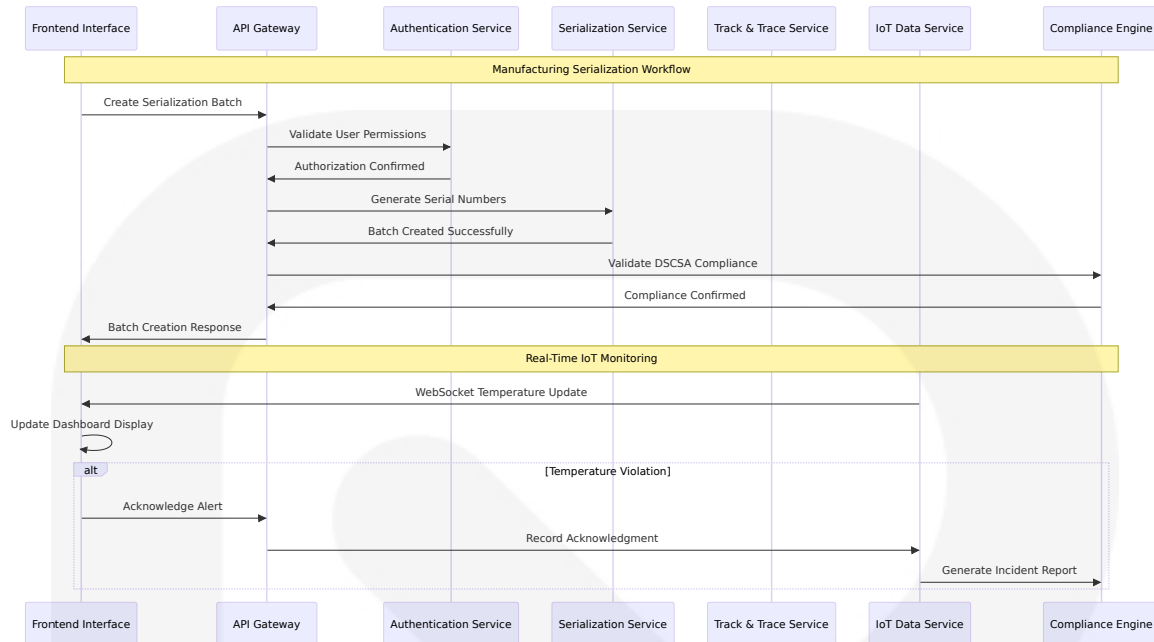 Frontend Interface
API Gateway
Authentication Service
Serialization Service
Track & Trace Service
IoT Data Service
Compliance Engine
Manufacturing Serialization Workflow
Create Serialization Batch
Validate User Permissions
Authorization Confirmed
Generate Serial Numbers
Batch Created Successfully
Validate DSCSA Compliance
Compliance Confirmed
Batch Creation Response
Real-Time IoT Monitoring
WebSocket Temperature Update
Update Dashboard Display
alt
[Temperature Violation]
Acknowledge Alert
Record Acknowledgment
Generate Incident Report
Frontend Interface
API Gateway
Authentication Service
Serialization Service
Track & Trace Service
IoT Data Service
Compliance Engine